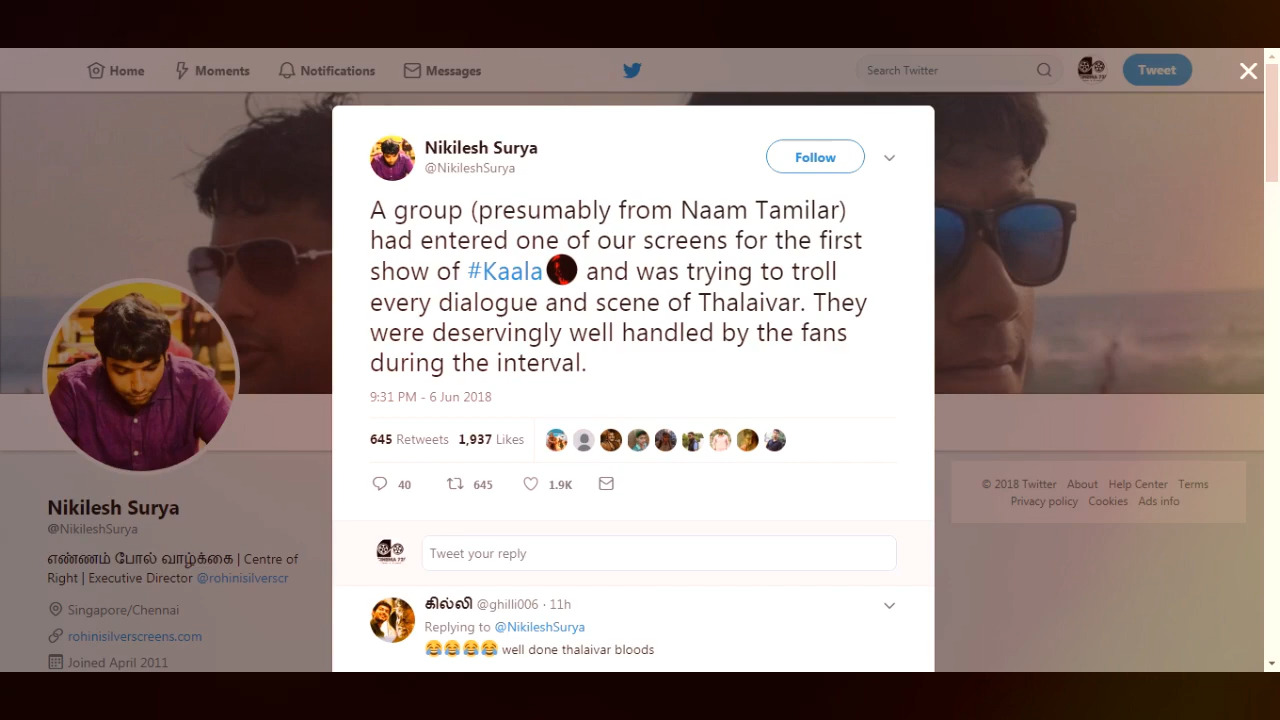 Home Moments Notifications Messages Search Twitter Tweet
Nikilesh Surya
@NikileshSurya
Follow
A group (presumably from Naam Tamilar)
had entered one of our screens for the first
show of #Kaala and was trying to troll
every dialogue and scene of Thalaivar. They
were deservingly well handled by the fans
during the interval.
9:31 PM - 6 Jun 2018
645 Retweets 1,937 Likes
40 645 1.9K
Tweet your reply
கில்லி @ghilli006 · 11h
Replying to @NikileshSurya
😂😂😂😂 well done thalaivar bloods
Nikilesh Surya
@NikileshSurya
எண்ணம் போல் வாழ்க்கை | Centre of
Right | Executive Director @rohinisilverscr
Singapore/Chennai
rohinisilverscreens.com
Joined April 2011
© 2018 Twitter About Help Center Terms
Privacy policy Cookies Ads info